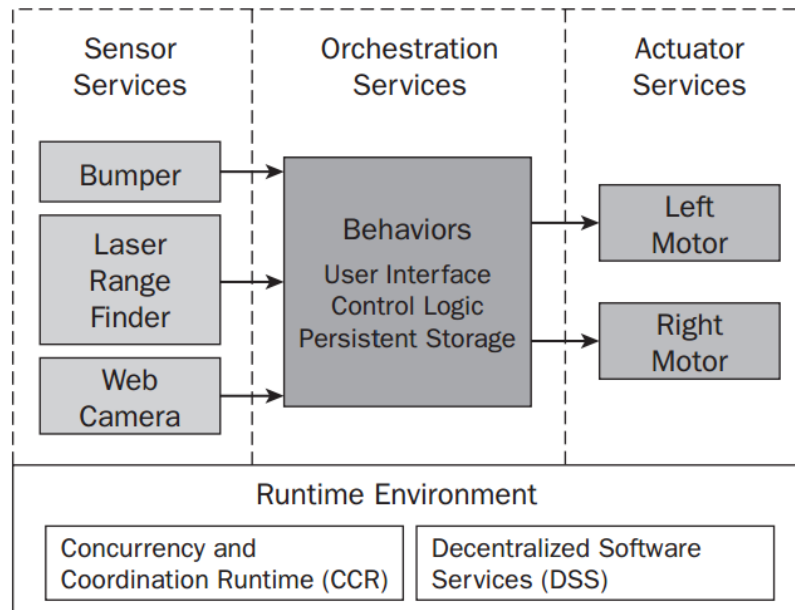 Sensor
Services
Orchestration
Services
Actuator
Services
Bumper
Laser
Range
Finder
Web
Camera
Behaviors
User Interface
Control Logic
Persistent Storage
Left
Motor
Right
Motor
Runtime Environment
Concurrency and
Coordination Runtime (CCR)
Decentralized Software
Services (DSS)